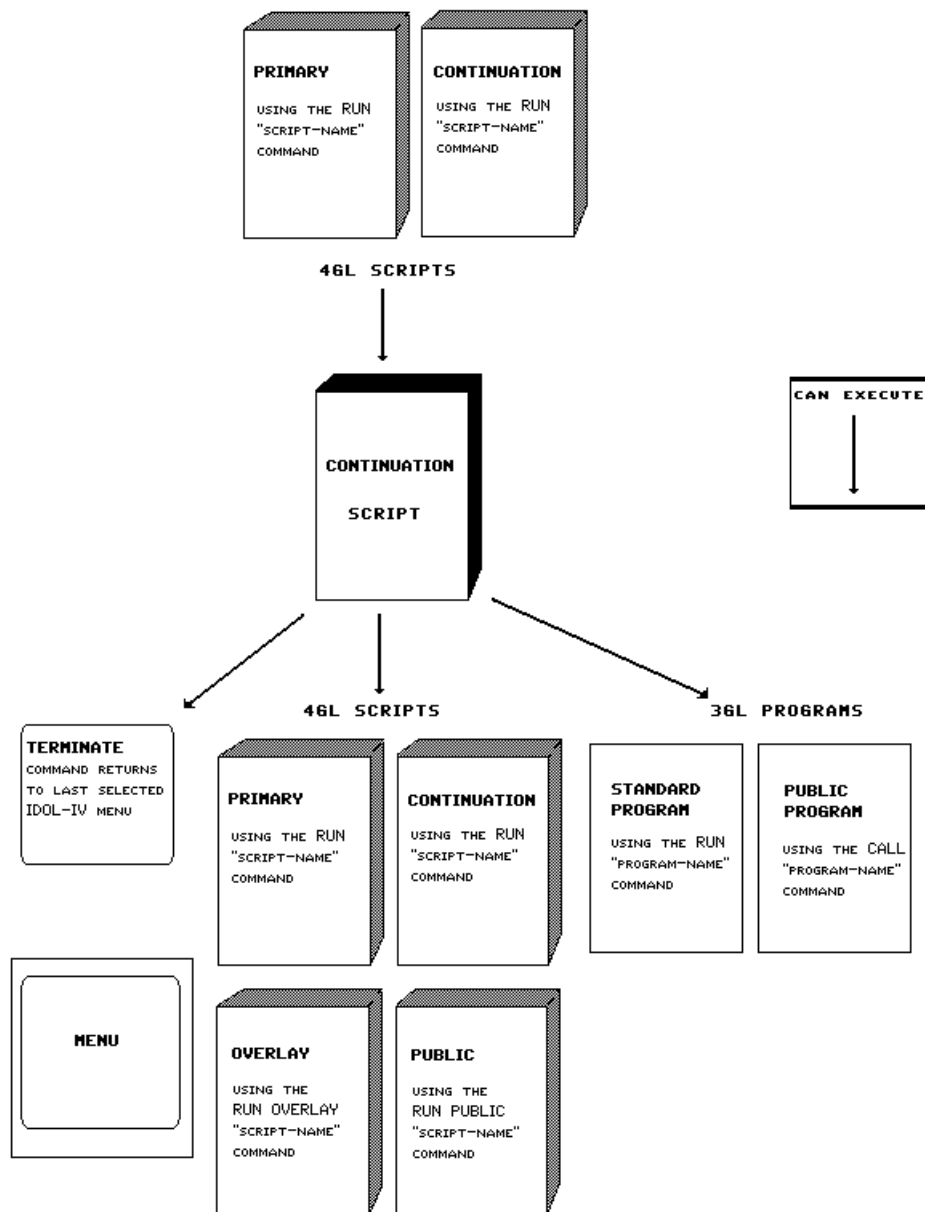 PRIMARY
USING THE RUN
"SCRIPT-NAME"
COMMAND
CONTINUATION
USING THE RUN
"SCRIPT-NAME"
COMMAND
4GL SCRIPTS
CAN EXECUTE
CONTINUATION
SCRIPT
TERMINATE
COMMAND RETURNS
TO LAST SELECTED
IDOL-IV MENU
MENU
4GL SCRIPTS
PRIMARY
USING THE RUN
"SCRIPT-NAME"
COMMAND
CONTINUATION
USING THE RUN
"SCRIPT-NAME"
COMMAND
OVERLAY
USING THE
RUN OVERLAY
"SCRIPT-NAME"
COMMAND
PUBLIC
USING THE
RUN PUBLIC
"SCRIPT-NAME"
COMMAND
3GL PROGRAMS
STANDARD
PROGRAM
USING THE RUN
"PROGRAM-NAME"
COMMAND
PUBLIC
PROGRAM
USING THE CALL
"PROGRAM-NAME"
COMMAND